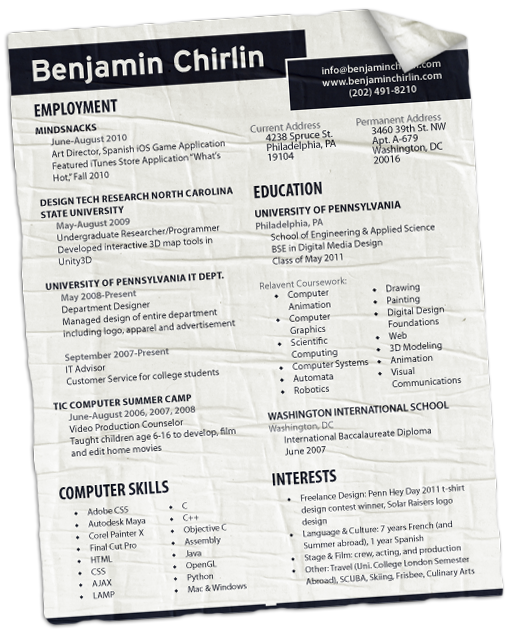 Benjamin Chirlin
www.benjaminchirlin.com
(202) 491-8210
EMPLOYMENT
MINDSNACKS
June-August 2010
Art Director, Spanish iOS Game Application
Featured iTunes Store Application "What's
Hot," Fall 2010
DESIGN TECH RESEARCH NORTH CAROLINA
STATE UNIVERSITY
May-August 2009
Undergraduate Researcher/Programmer
Developed interactive 3D map tools in
Unity3D
UNIVERSITY OF PENNSYLVANIA IT DEPT.
May 2008-Present
Department Designer
Managed design of entire department
including logo, apparel and advertisement
September 2007-Present
IT Advisor
Customer Service for college students
TIC COMPUTER SUMMER CAMP
June-August 2006, 2007, 2008
Video Production Counselor
Taught children age 6-16 to develop, film
and edit home movies
COMPUTER SKILLS
Adobe CS5
Autodesk Maya
Corel Painter X
Final Cut Pro
HTML
CSS
AJAX
LAMP
C
C++
Objective C
Assembly
Java
OpenGL
Python
Mac & Windows
Current Address
4238 Spruce St.
Philadelphia, PA
19104
Permanent Address
3460 39th St. NW
Apt. A-679
Washington, DC
20016
EDUCATION
UNIVERSITY OF PENNSYLVANIA
Philadelphia, PA
School of Engineering & Applied Science
BSE in Digital Media Design
Class of May 2011
Relavent Coursework:
Computer
Animation
Computer
Graphics
Scientific
Computing
Computer Systems
Automata
Robotics
Drawing
Painting
Digital Design
Foundations
Web
3D Modeling
Animation
Visual
Communications
WASHINGTON INTERNATIONAL SCHOOL
Washington, DC
International Baccalaureate Diploma
June 2007
INTERESTS
Freelance Design: Penn Hey Day 2011 t-shirt
design contest winner, Solar Raisers logo
design
Language & Culture: 7 years French (and
Summer abroad), 1 year Spanish
Stage & Film: crew, acting, and production
Other: Travel (Uni. College London Semester
Abroad), SCUBA, Skiing, Frisbee, Culinary Arts